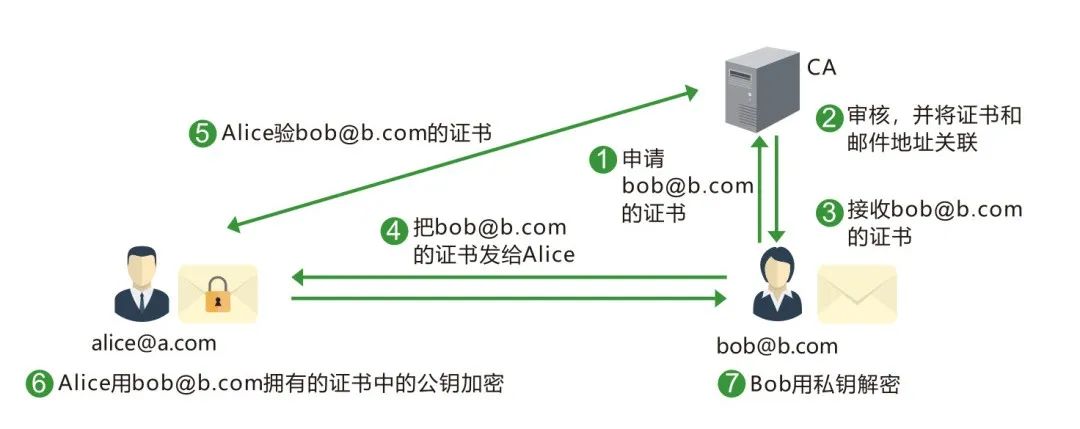 CA
2 审核，并将证书和
邮件地址关联
5 Alice验bob@b.com的证书
1 申请
bob@b.com
的证书
3 接收bob@b.com
的证书
4 把bob@b.com
的证书发给Alice
alice@a.com
bob@b.com
6 Alice用bob@b.com拥有的证书中的公钥加密
7 Bob用私钥解密